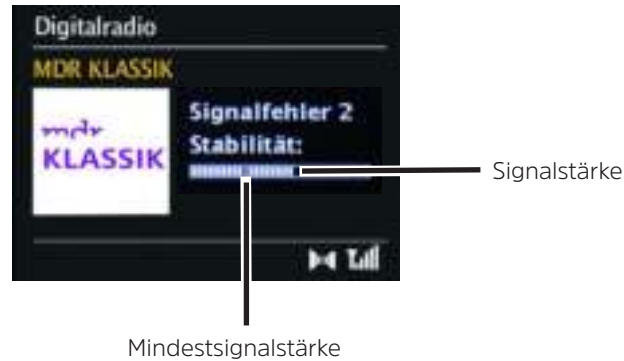 Digitalradio
MDR KLASSIK
mdr
KLASSIK
Signalfehler 2
Stabilität:
Signalstärke
Mindestsignalstärke